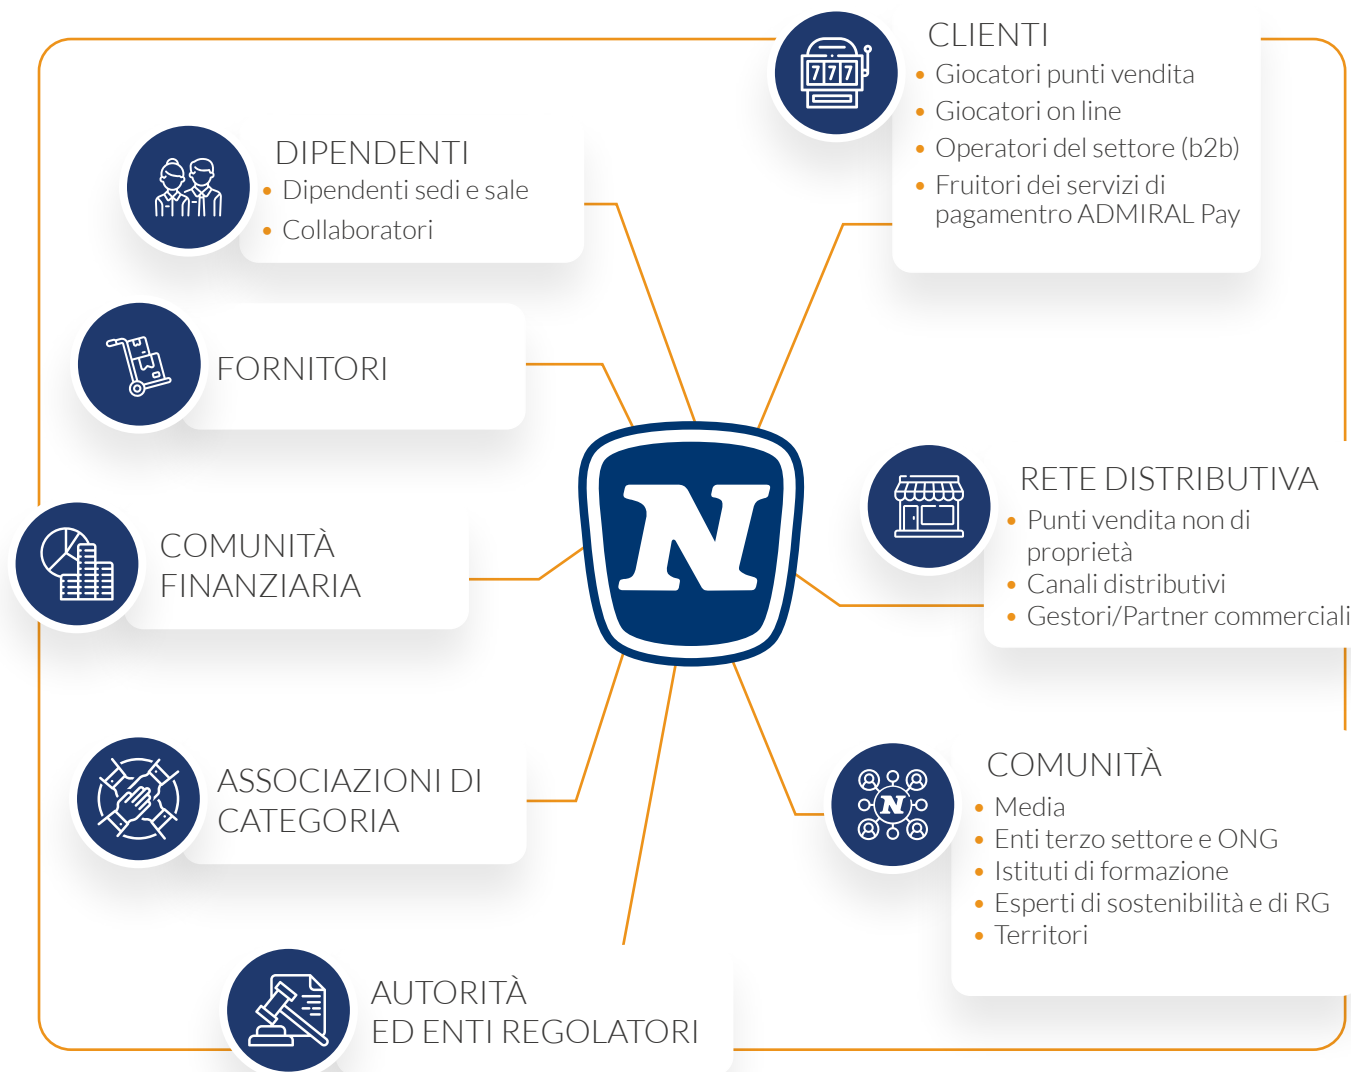 CLIENTI
• Giocatori punti vendita
• Giocatori on line
• Operatori del settore (b2b)
• Fruitori dei servizi di
pagamentro ADMIRAL Pay
777
DIPENDENTI
• Dipendenti sedi e sale
• Collaboratori
FORNITORI
COMUNITÀ
FINANZIARIA
N
RETE DISTRIBUTIVA
• Punti vendita non di
proprietà
• Canali distributivi
• Gestori/Partner commerciali
ASSOCIAZIONI DI
CATEGORIA
COMUNITÀ
• Media
• Enti terzo settore e ONG
• Istituti di formazione
• Esperti di sostenibilità e di RG
• Territori
N
AUTORITÀ
ED ENTI REGOLATORI